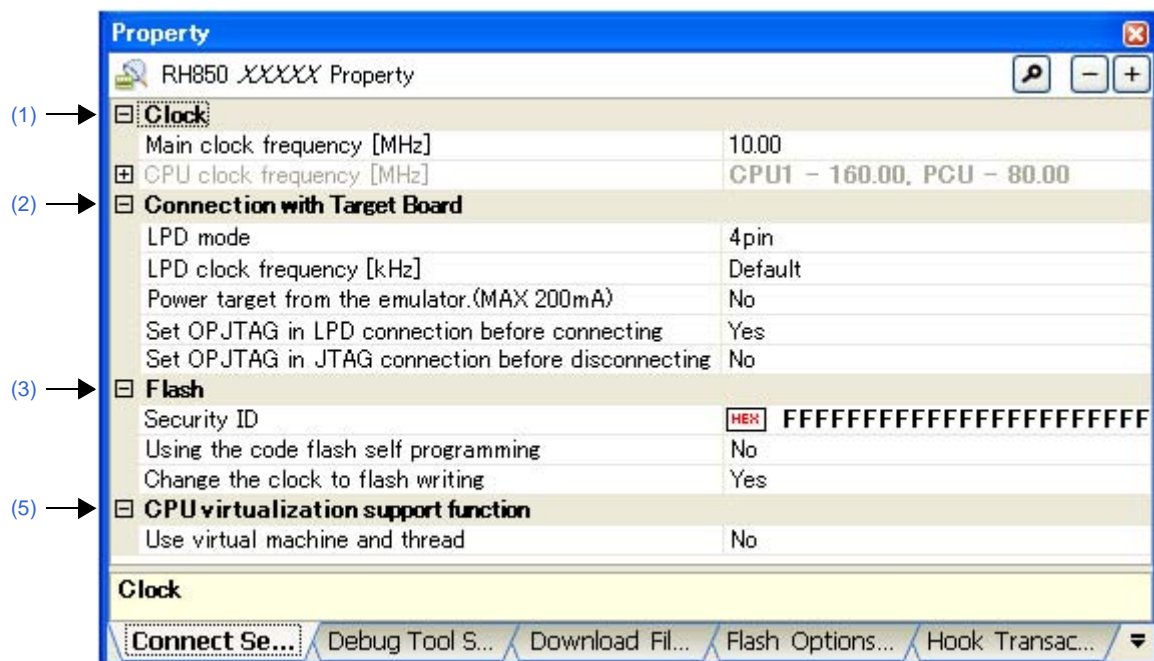 Property
RH850 XXXXX Property
(1) Clock
Main clock frequency [MHz] 10.00
CPU clock frequency [MHz] CPU1 - 160.00, PCU - 80.00
(2) Connection with Target Board
LPD mode 4pin
LPD clock frequency [kHz] Default
Power target from the emulator.(MAX 200mA) No
Set OPJTAG in LPD connection before connecting Yes
Set OPJTAG in JTAG connection before disconnecting No
(3) Flash
Security ID HEX FFFFFFFFFFFFFFFFFFFFFFFF
Using the code flash self programming No
Change the clock to flash writing Yes
(5) CPU virtualization support function
Use virtual machine and thread No
Clock
Connect Se... Debug Tool S... Download Fil... Flash Options... Hook Transac...